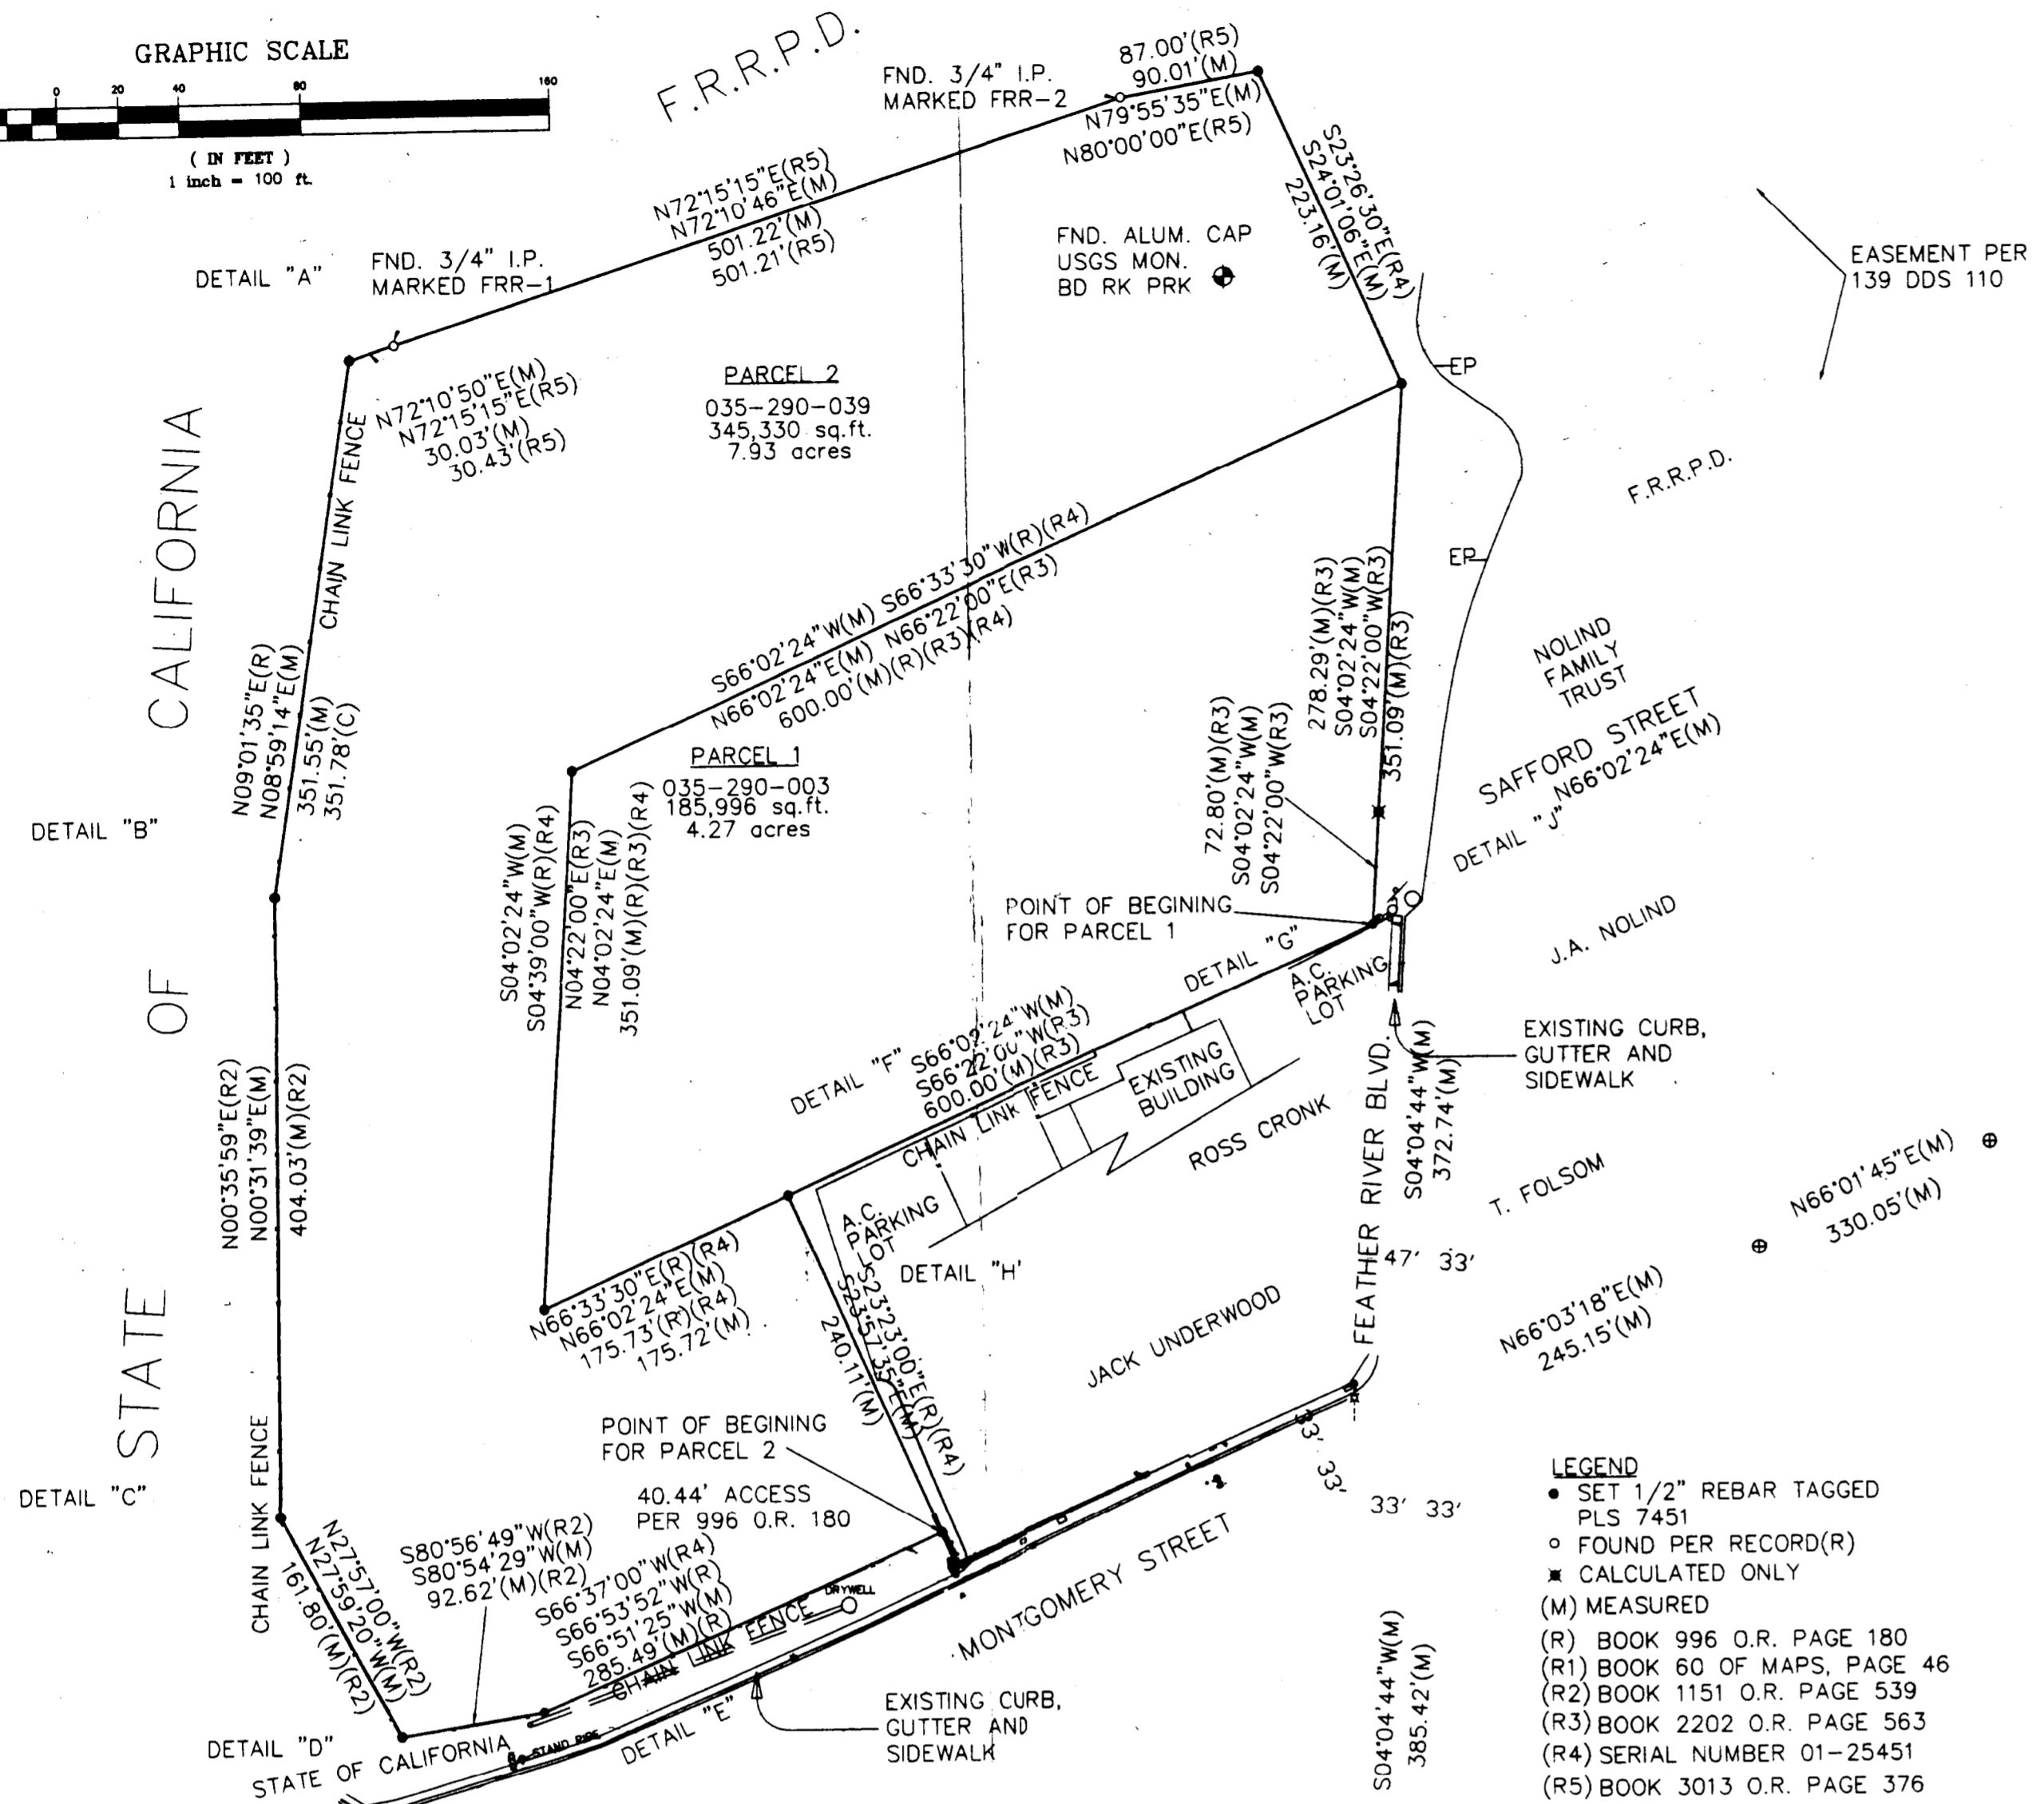 GRAPHIC SCALE
0 20 40 80 160
( IN FEET )
1 inch = 100 ft.
F.R.R.P.D.
FND. 3/4" I.P.
MARKED FRR-2
87.00'(R5)
90.01'(M)
N79°55'35"E(M)
N80°00'00"E(R5)
N72°15'15"E(R5)
N72°10'46"E(M)
501.22'(M)
501.21'(R5)
S23°26'30"E(R4)
S24°01'06"E(M)
223.16'(M)
FND. ALUM. CAP
USGS MON.
BD RK PRK
EASEMENT PER
139 DDS 110
DETAIL "A"
FND. 3/4" I.P.
MARKED FRR-1
N72°10'50"E(M)
N72°15'15"E(R5)
30.03'(M)
30.43'(R5)
PARCEL 2
035-290-039
345,330 sq.ft.
7.93 acres
EP
EP
F.R.R.P.D.
STATE OF CALIFORNIA
CHAIN LINK FENCE
S66°02'24"W(M) S66°33'30"W(R)(R4)
N66°02'24"E(M) N66°22'00"E(R3)
600.00'(M)(R)(R3)(R4)
278.29'(M)(R3)
S04°02'24"W(M)
S04°22'00"W(R3)
351.09'(M)(R3)
72.80'(M)(R3)
S04°02'24"W(M)
S04°22'00"W(R3)
NOLIND
FAMILY
TRUST
SAFFORD STREET
N66°02'24"E(M)
DETAIL "J"
N09°01'35"E(R)
N08°59'14"E(M)
351.55'(M)
351.78'(C)
DETAIL "B"
PARCEL 1
035-290-003
185,996 sq.ft.
4.27 acres
S04°02'24"W(M)
S04°39'00"W(R)(R4)
N04°22'00"E(R3)
N04°02'24"E(M)
351.09'(M)(R)(R3)(R4)
POINT OF BEGINING
FOR PARCEL 1
DETAIL "G"
A.C.
PARKING
LOT
J.A. NOLIND
EXISTING CURB,
GUTTER AND
SIDEWALK
DETAIL "F"
S66°02'24"W(M)
S66°22'00"W(R3)
600.00'(M)(R3)
CHAIN LINK FENCE
EXISTING
BUILDING
ROSS CRONK
FEATHER RIVER BLVD.
S04°04'44"W(M)
372.74'(M)
T. FOLSOM
N66°01'45"E(M)
330.05'(M)
N00°35'59"E(R2)
N00°31'39"E(M)
404.03'(M)(R2)
A.C.
PARKING
LOT
DETAIL "H'
N66°33'30"E(R)(R4)
N66°02'24"E(M)
175.73'(R)(R4)
175.72'(M)
S23°23'00"E(R)(R4)
S23°57'35"E(M)
240.11'(M)
47' 33'
JACK UNDERWOOD
N66°03'18"E(M)
245.15'(M)
POINT OF BEGINING
FOR PARCEL 2
40.44' ACCESS
PER 996 O.R. 180
33'
33'
33' 33'
DETAIL "C"
CHAIN LINK FENCE
N27°57'00"W(R2)
N27°59'20"W(M)
161.80'(M)(R2)
S80°56'49"W(R2)
S80°54'29"W(M)
92.62'(M)(R2)
S66°37'00"W(R4)
S66°53'52"W(R)
S66°51'25"W(M)
285.49'(M)(R)
CHAIN LINK FENCE
DRYWELL
MONTGOMERY STREET
DETAIL "D"
STATE OF CALIFORNIA
STAND PIPE
DETAIL "E"
EXISTING CURB,
GUTTER AND
SIDEWALK
S04°04'44"W(M)
385.42'(M)
LEGEND
SET 1/2" REBAR TAGGED
PLS 7451
FOUND PER RECORD(R)
CALCULATED ONLY
(M) MEASURED
(R) BOOK 996 O.R. PAGE 180
(R1) BOOK 60 OF MAPS, PAGE 46
(R2) BOOK 1151 O.R. PAGE 539
(R3) BOOK 2202 O.R. PAGE 563
(R4) SERIAL NUMBER 01-25451
(R5) BOOK 3013 O.R. PAGE 376